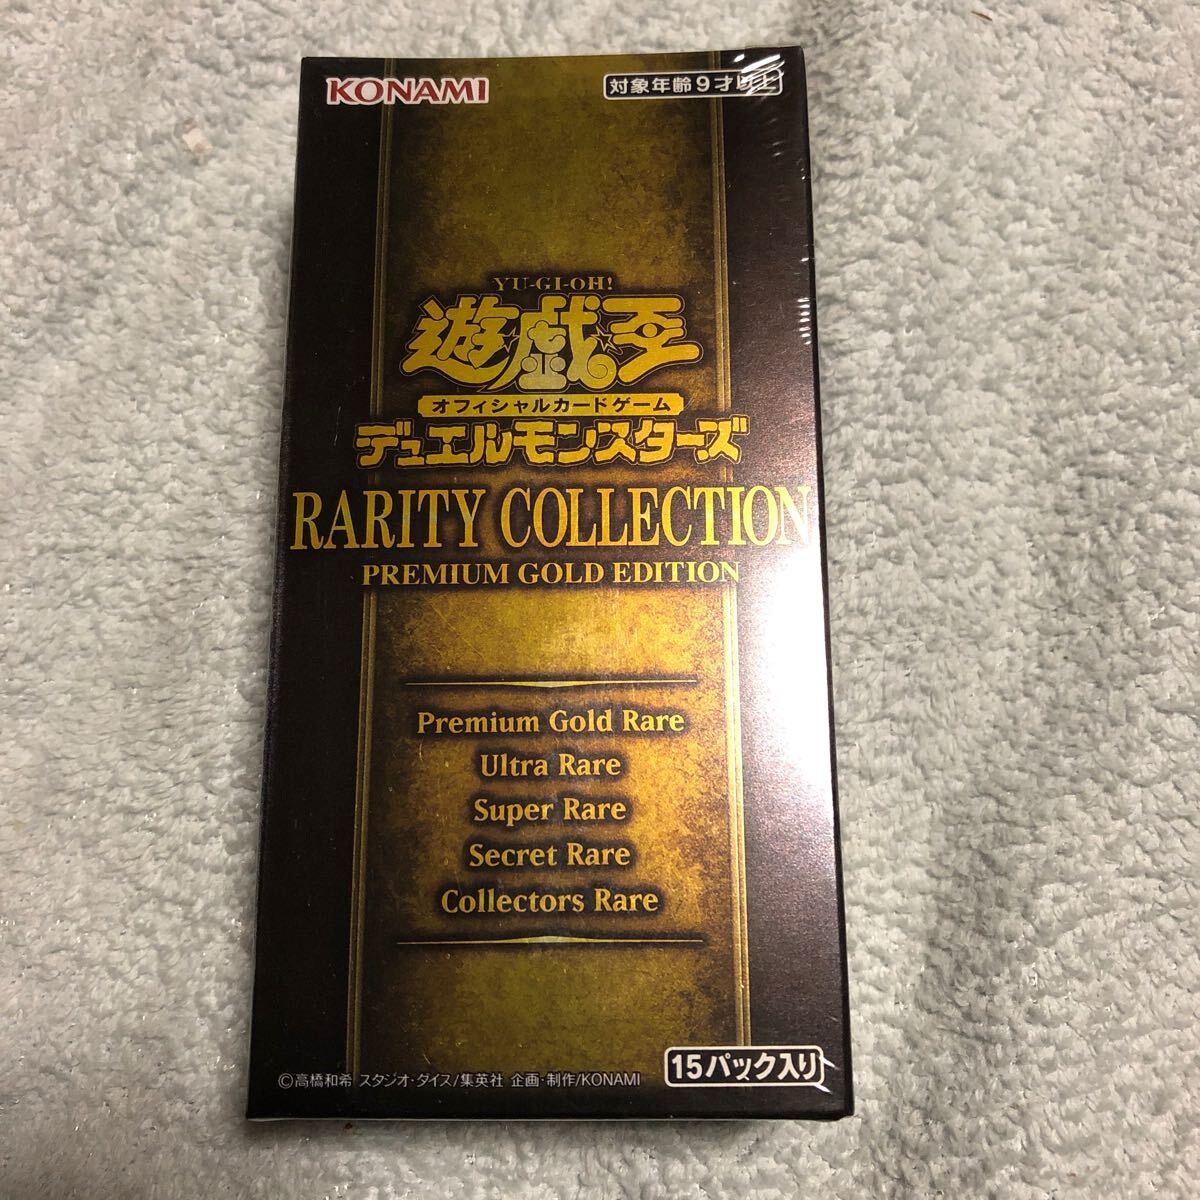 KONAMI
対象年齢9才以上
YU-GI-OH!
遊☆戯☆王
オフィシャルカードゲーム
デュエルモンスターズ
RARITY COLLECTION
PREMIUM GOLD EDITION
Premium Gold Rare
Ultra Rare
Super Rare
Secret Rare
Collectors Rare
15パック入り
©高橋和希 スタジオ・ダイス/集英社 企画・制作/KONAMI